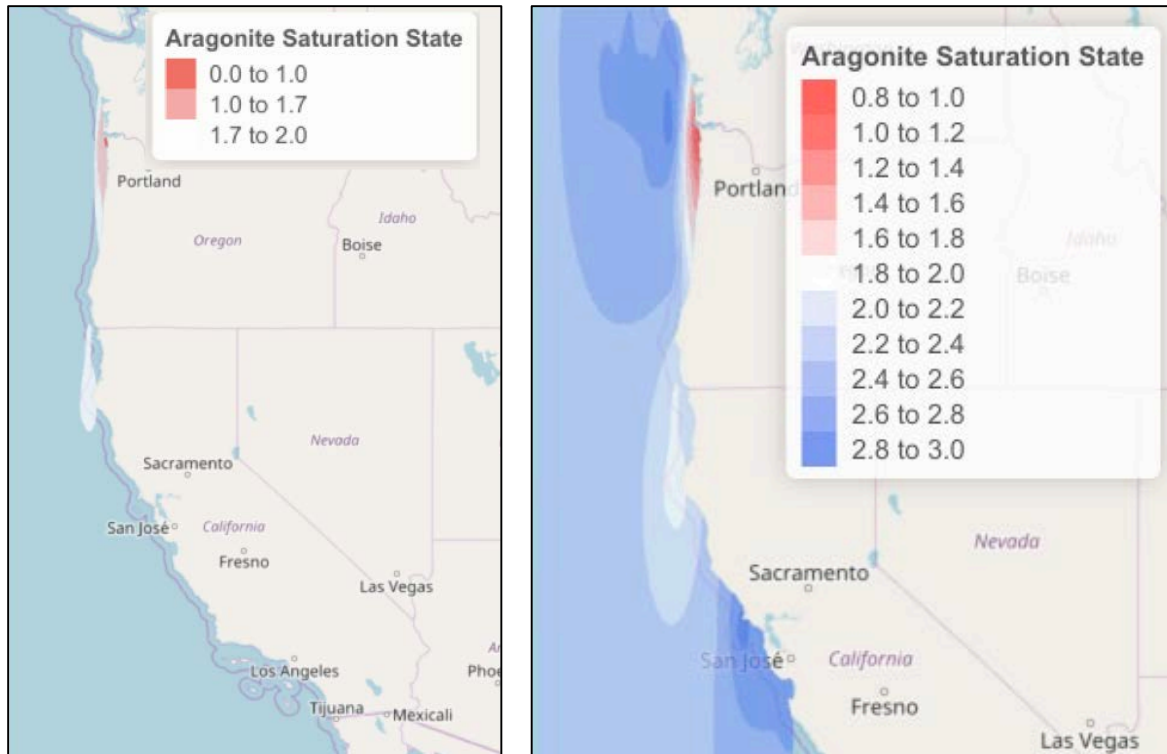 Aragonite Saturation State
0.0 to 1.0
1.0 to 1.7
1.7 to 2.0
Portland
Idaho
Oregon
Boise
Nevada
Sacramento
San José
California
Fresno
Las Vegas
Los Angeles
Phoe
Tijuana
Mexicali
Aragonite Saturation State
0.8 to 1.0
1.0 to 1.2
1.2 to 1.4
1.4 to 1.6
1.6 to 1.8
1.8 to 2.0
2.0 to 2.2
2.2 to 2.4
2.4 to 2.6
2.6 to 2.8
2.8 to 3.0
Portland
Idaho
Boise
Nevada
Sacramento
San José
California
Fresno
Las Vegas